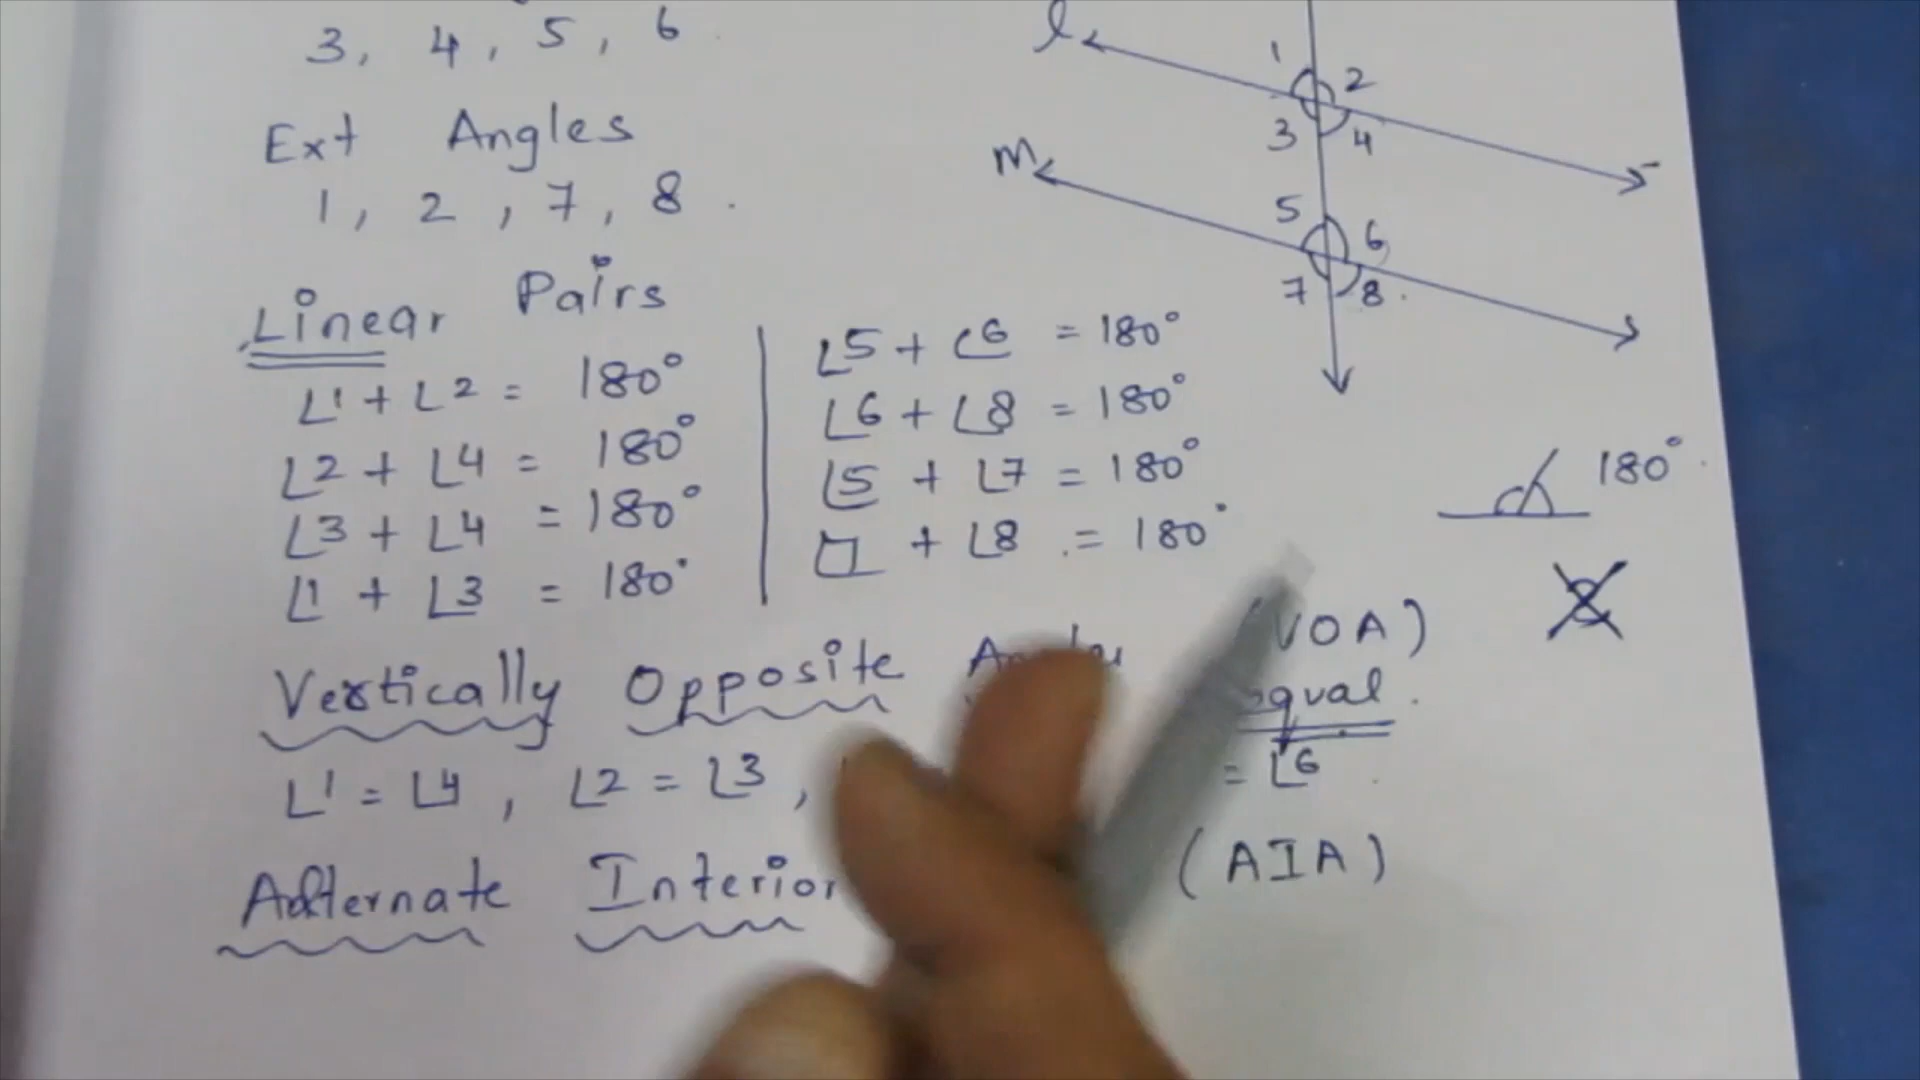 3, 4, 5, 6
Ext Angles
1, 2, 7, 8.
Linear Pairs
∠1 + ∠2 = 180°
∠2 + ∠4 = 180°
∠3 + ∠4 = 180°
∠1 + ∠3 = 180°
∠5 + ∠6 = 180°
∠6 + ∠8 = 180°
∠5 + ∠7 = 180°
∠7 + ∠8 = 180°
Vertically Opposite (VOA)
∠1 = ∠4, ∠2 = ∠3,
= ∠6
Alternate Interior (AIA)
l
1 2
3 4
m
5 6
7 8
180°